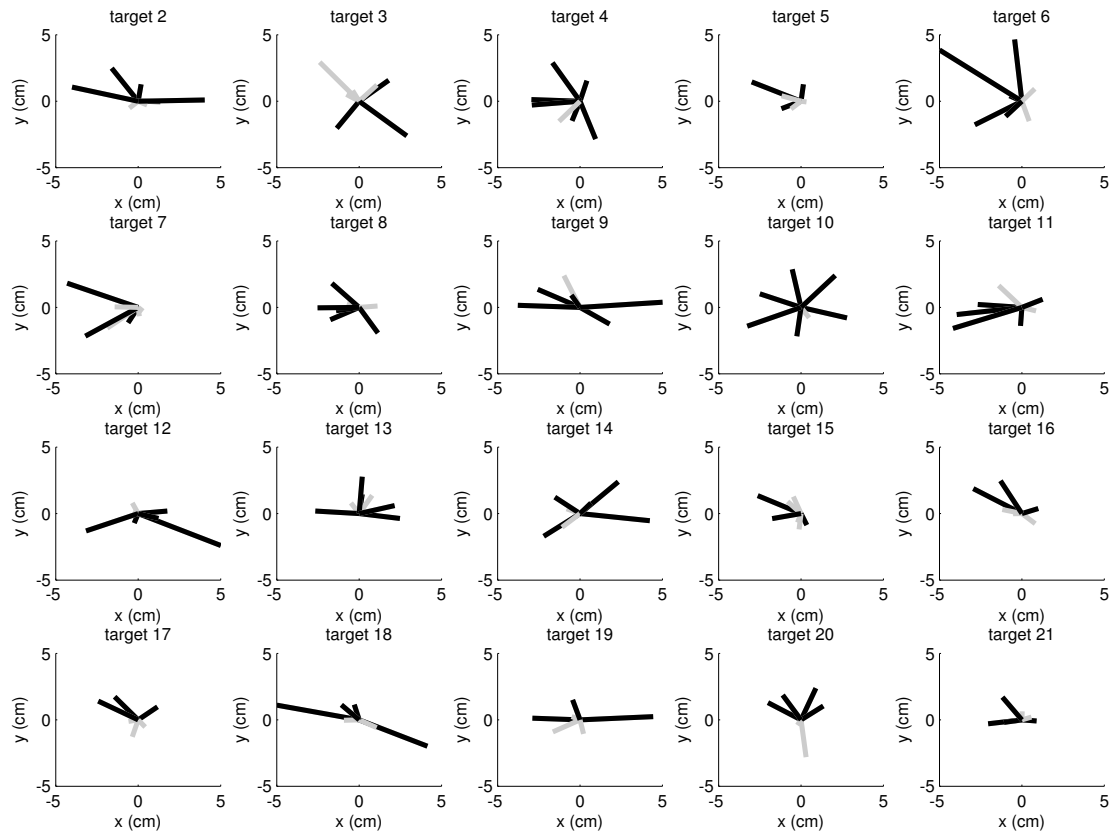 target 2 target 3 target 4 target 5 target 6
5 5 5 5 5
y (cm) y (cm) y (cm) y (cm) y (cm)
0 0 0 0 0
-5 -5 -5 -5 -5
-5 0 5 -5 0 5 -5 0 5 -5 0 5 -5 0 5
x (cm) x (cm) x (cm) x (cm) x (cm)
target 7 target 8 target 9 target 10 target 11
5 5 5 5 5
y (cm) y (cm) y (cm) y (cm) y (cm)
0 0 0 0 0
-5 -5 -5 -5 -5
-5 0 5 -5 0 5 -5 0 5 -5 0 5 -5 0 5
x (cm) x (cm) x (cm) x (cm) x (cm)
target 12 target 13 target 14 target 15 target 16
5 5 5 5 5
y (cm) y (cm) y (cm) y (cm) y (cm)
0 0 0 0 0
-5 -5 -5 -5 -5
-5 0 5 -5 0 5 -5 0 5 -5 0 5 -5 0 5
x (cm) x (cm) x (cm) x (cm) x (cm)
target 17 target 18 target 19 target 20 target 21
5 5 5 5 5
y (cm) y (cm) y (cm) y (cm) y (cm)
0 0 0 0 0
-5 -5 -5 -5 -5
-5 0 5 -5 0 5 -5 0 5 -5 0 5 -5 0 5
x (cm) x (cm) x (cm) x (cm) x (cm)